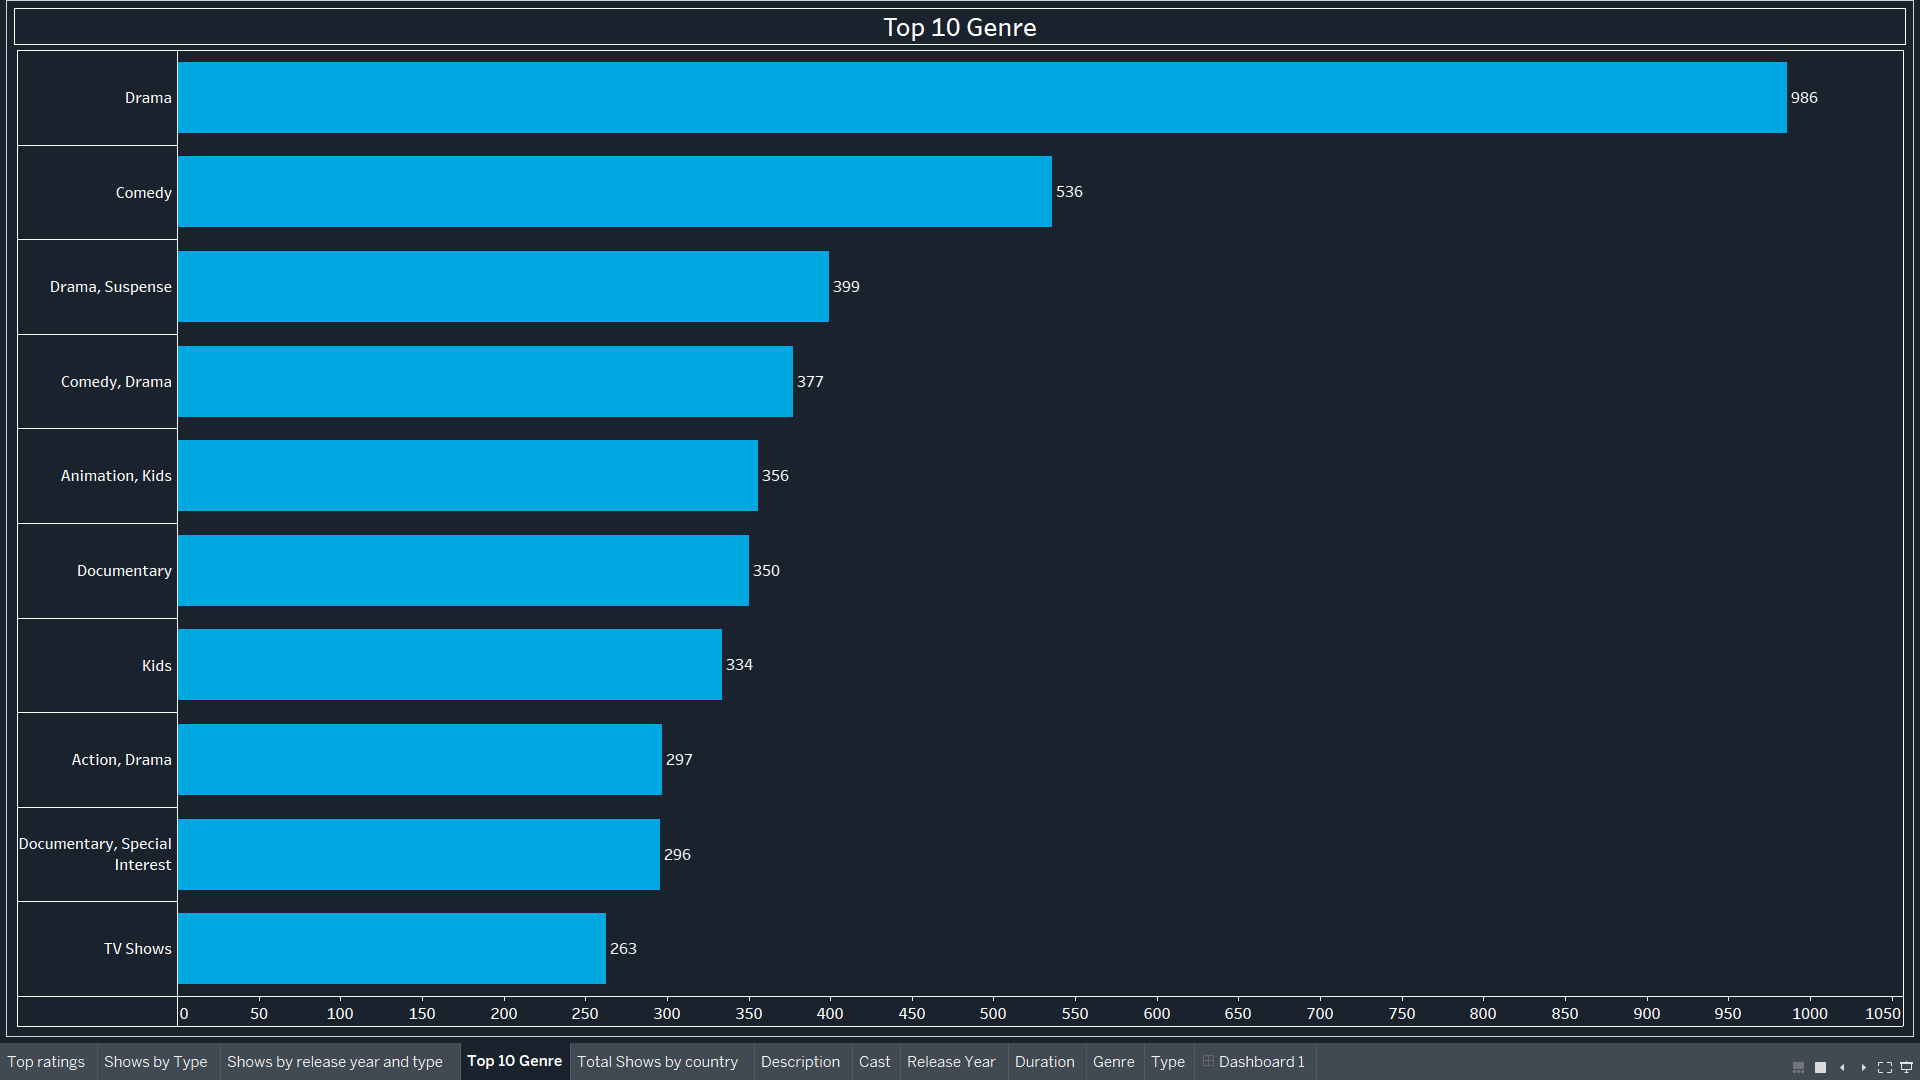 Top 10 Genre
Drama
986
Comedy
536
Drama, Suspense
399
Comedy, Drama
377
Animation, Kids
356
Documentary
350
Kids
334
Action, Drama
297
Documentary, Special
Interest
296
TV Shows
263
0 50 100 150 200 250 300 350 400 450 500 550 600 650 700 750 800 850 900 950 1000 1050
Top ratings Shows by Type Shows by release year and type Top 10 Genre Total Shows by country Description Cast Release Year Duration Genre Type Dashboard 1